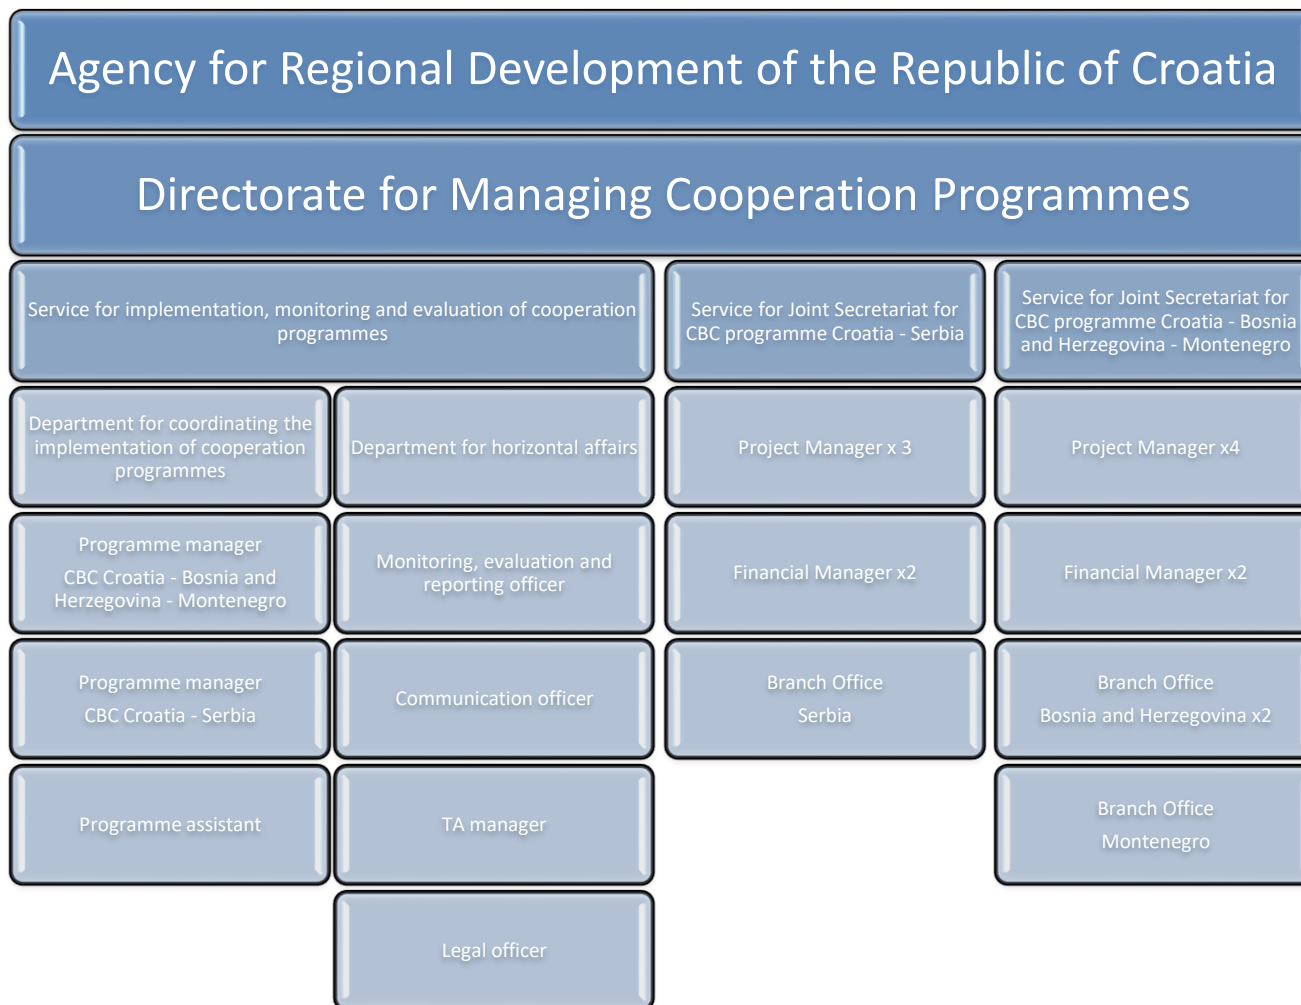 Agency for Regional Development of the Republic of Croatia
Directorate for Managing Cooperation Programmes
Service for implementation, monitoring and evaluation of cooperation
programmes
Service for Joint Secretariat for
CBC programme Croatia - Serbia
Service for Joint Secretariat for
CBC programme Croatia - Bosnia
and Herzegovina - Montenegro
Department for coordinating the
implementation of cooperation
programmes
Department for horizontal affairs
Project Manager x 3
Project Manager x4
Programme manager
CBC Croatia - Bosnia and
Herzegovina - Montenegro
Monitoring, evaluation and
reporting officer
Financial Manager x2
Financial Manager x2
Programme manager
CBC Croatia - Serbia
Communication officer
Branch Office
Serbia
Branch Office
Bosnia and Herzegovina x2
Programme assistant
TA manager
Branch Office
Montenegro
Legal officer